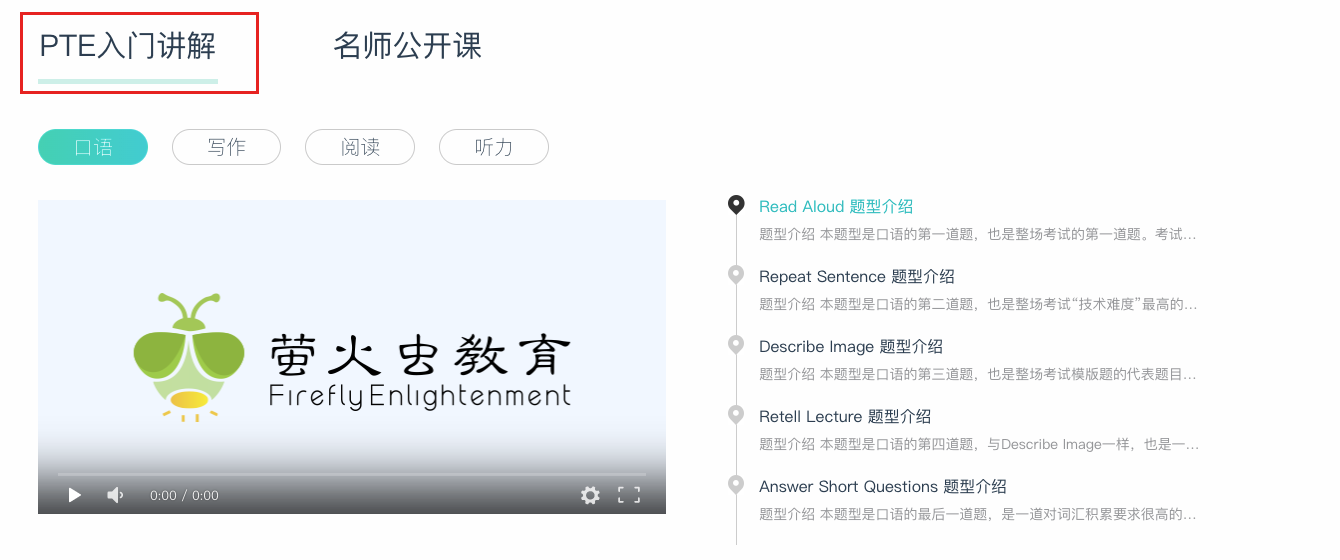 PTE入门讲解 名师公开课
口语 写作 阅读 听力
萤火虫教育
Firefly Enlightenment
0:00 / 0:00
Read Aloud 题型介绍
题型介绍 本题型是口语的第一道题，也是整场考试的第一道题。考试...
Repeat Sentence 题型介绍
题型介绍 本题型是口语的第二道题，也是整场考试“技术难度”最高的...
Describe Image 题型介绍
题型介绍 本题型是口语的第三道题，也是整场考试模版题的代表题目...
Retell Lecture 题型介绍
题型介绍 本题型是口语的第四道题，与Describe Image一样，也是一...
Answer Short Questions 题型介绍
题型介绍 本题型是口语的最后一道题，是一道对词汇积累要求很高的...